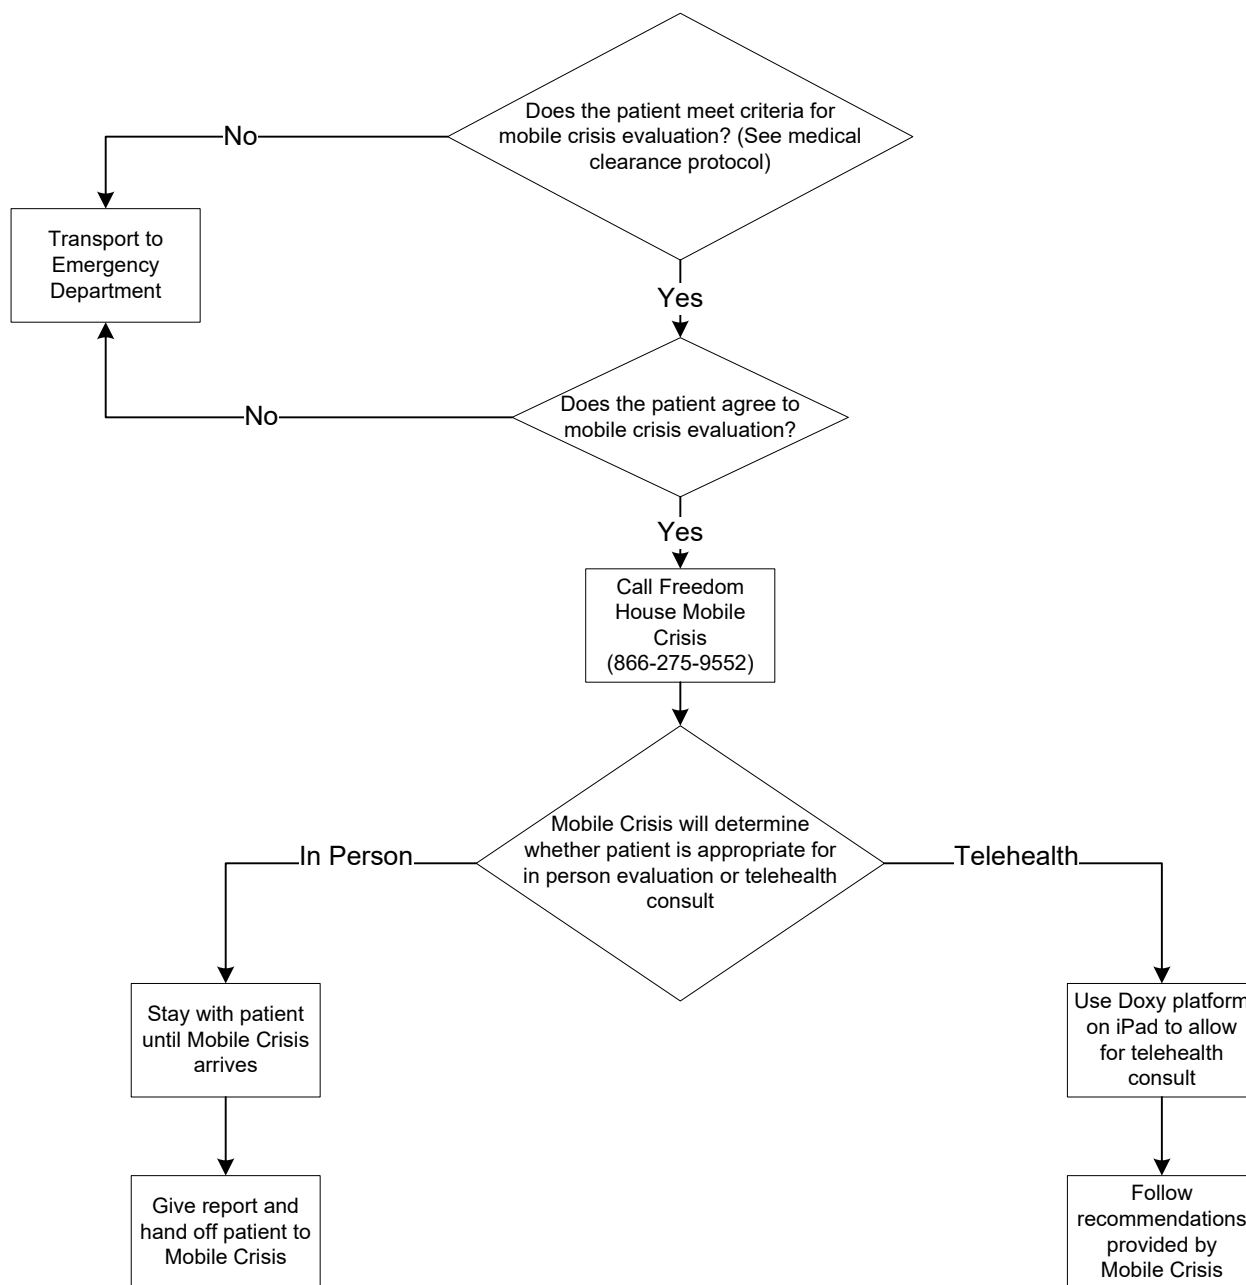 Does the patient meet criteria for
mobile crisis evaluation? (See medical
clearance protocol)
No
Transport to
Emergency
Department
Yes
Does the patient agree to
mobile crisis evaluation?
No
Yes
Call Freedom
House Mobile
Crisis
(866-275-9552)
Mobile Crisis will determine
whether patient is appropriate for
in person evaluation or telehealth
consult
In Person
Telehealth
Stay with patient
until Mobile Crisis
arrives
Use Doxy platform
on iPad to allow
for telehealth
consult
Give report and
hand off patient to
Mobile Crisis
Follow
recommendations
provided by
Mobile Crisis